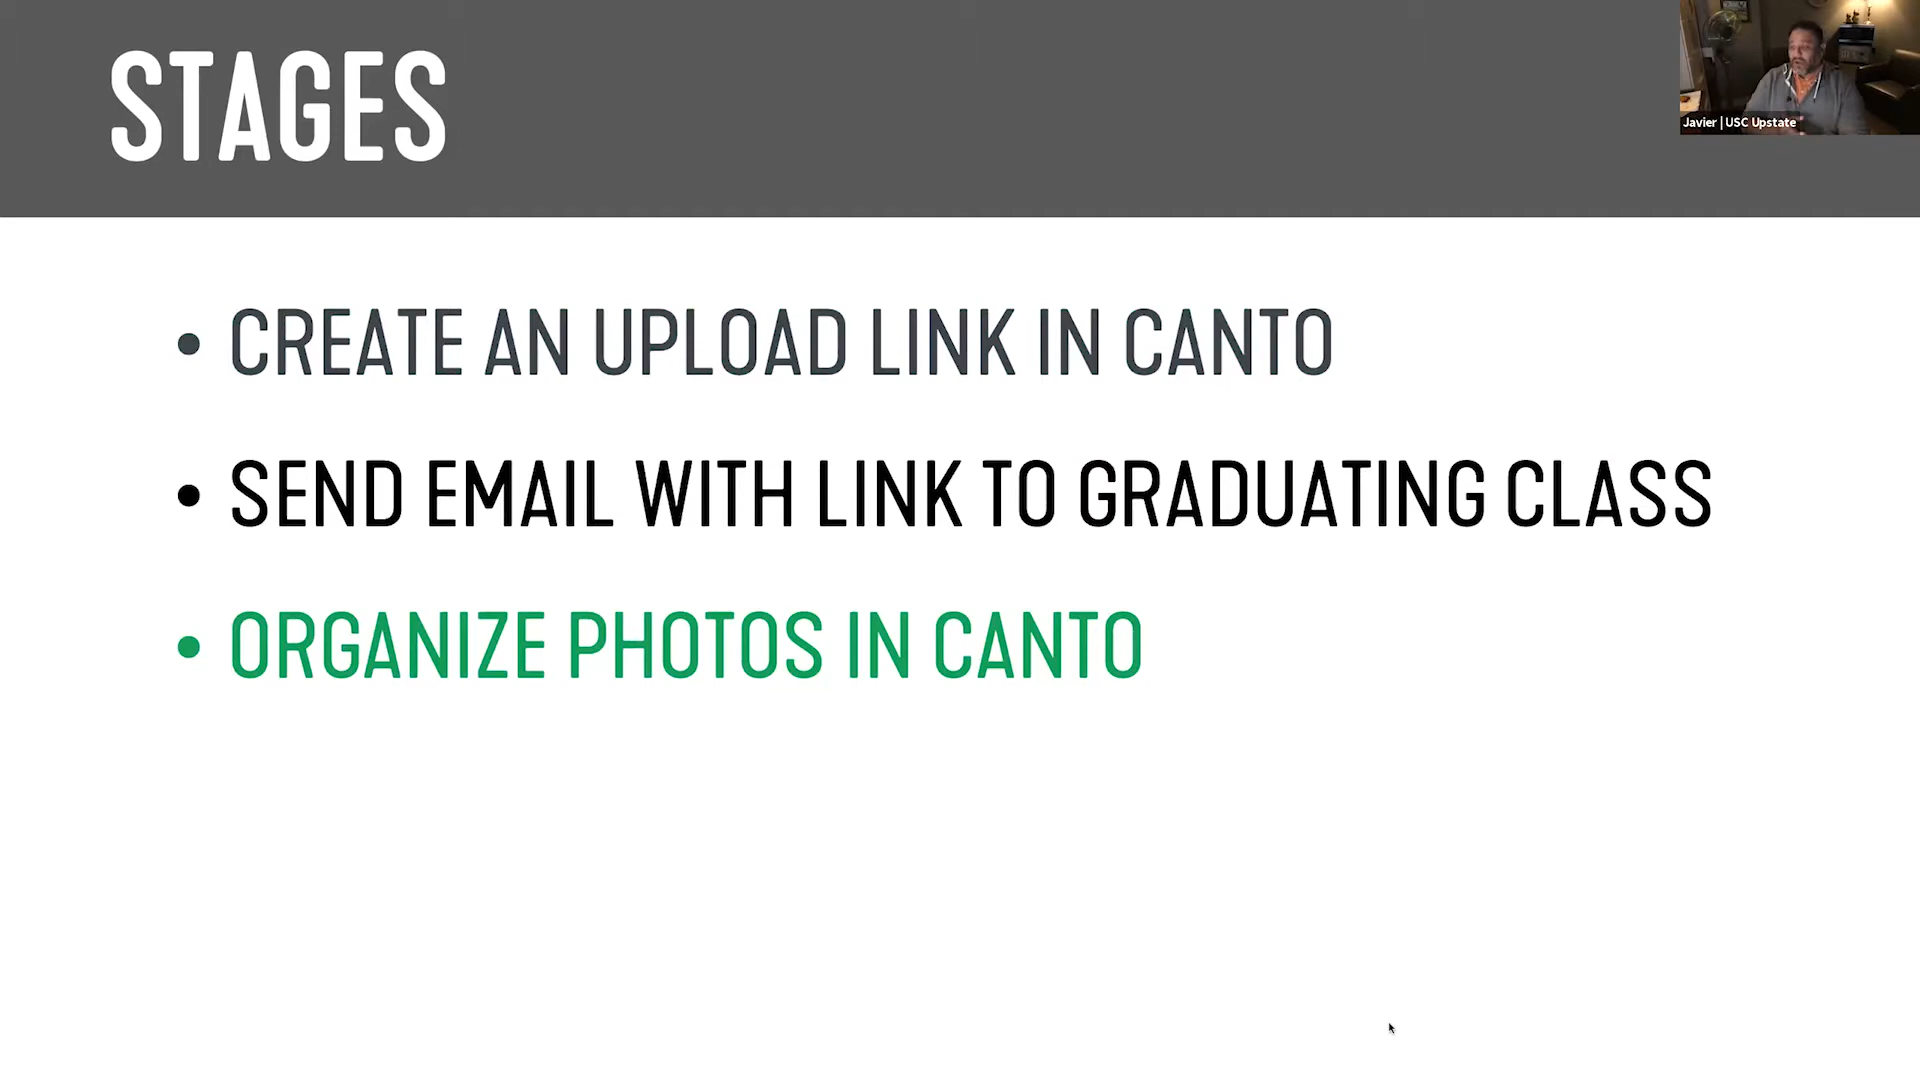 STAGES
Javier | USC Upstate
• CREATE AN UPLOAD LINK IN CANTO
• SEND EMAIL WITH LINK TO GRADUATING CLASS
• ORGANIZE PHOTOS IN CANTO